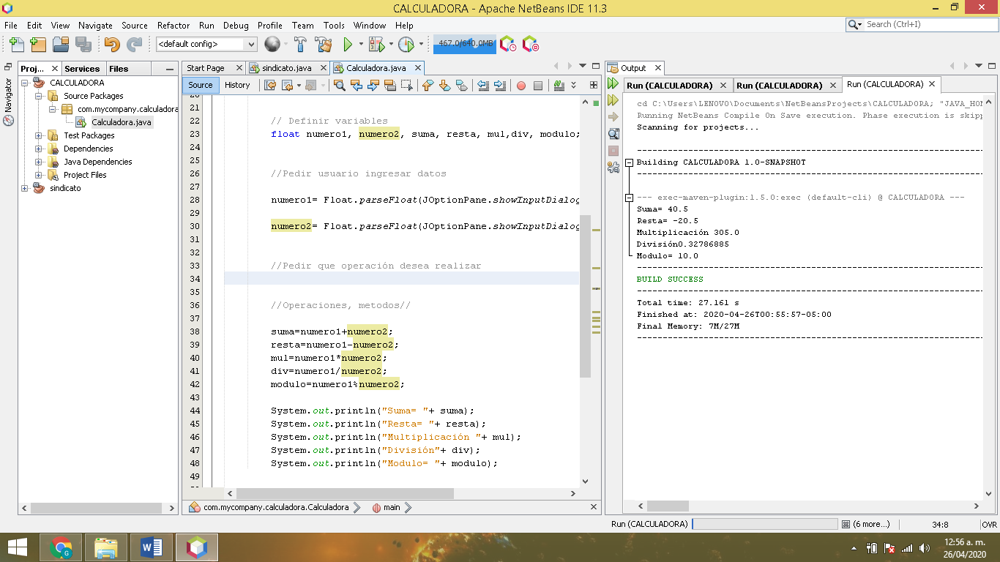 CALCULADORA - Apache NetBeans IDE 11.3
File Edit View Navigate Source Refactor Run Debug Profile Team Tools Window Help
Search (Ctrl+I)
<default config>
467.0/640.0MB
Proj... Services Files
Navigator
CALCULADORA
Source Packages
com.mycompany.calculadora
Calculadora.java
Test Packages
Dependencies
Java Dependencies
Project Files
sindicato
Start Page sindicato.java Calculadora.java
Source History
20
21
22 // Definir variables
23 float numero1, numero2, suma, resta, mul,div, modulo;
24
25
26 //Pedir usuario ingresar datos
27
28 numero1= Float.parseFloat(JOptionPane.showInputDialog
29
30 numero2= Float.parseFloat(JOptionPane.showInputDialog
31
32
33 //Pedir que operación desea realizar
34
35
36 //Operaciones, metodos//
37
38 suma=numero1+numero2;
39 resta=numero1-numero2;
40 mul=numero1*numero2;
41 div=numero1/numero2;
42 modulo=numero1%numero2;
43
44 System.out.println("Suma= "+ suma);
45 System.out.println("Resta= "+ resta);
46 System.out.println("Multiplicación "+ mul);
47 System.out.println("División"+ div);
48 System.out.println("Modulo= "+ modulo);
49
com.mycompany.calculadora.Calculadora main
Output
Run (CALCULADORA) Run (CALCULADORA) Run (CALCULADORA)
cd C:\Users\LENOVO\Documents\NetBeansProjects\CALCULADORA; "JAVA_HOM
Running NetBeans Compile On Save execution. Phase execution is skipp
Scanning for projects...
------------------------------------------------------------------------
Building CALCULADORA 1.0-SNAPSHOT
------------------------------------------------------------------------
--- exec-maven-plugin:1.5.0:exec (default-cli) @ CALCULADORA ---
Suma= 40.5
Resta= -20.5
Multiplicación 305.0
División0.32786885
Modulo= 10.0
------------------------------------------------------------------------
BUILD SUCCESS
------------------------------------------------------------------------
Total time: 27.161 s
Finished at: 2020-04-26T00:55:57-05:00
Final Memory: 7M/27M
------------------------------------------------------------------------
Run (CALCULADORA) (6 more...) 34:8 OVR
12:56 a. m.
26/04/2020